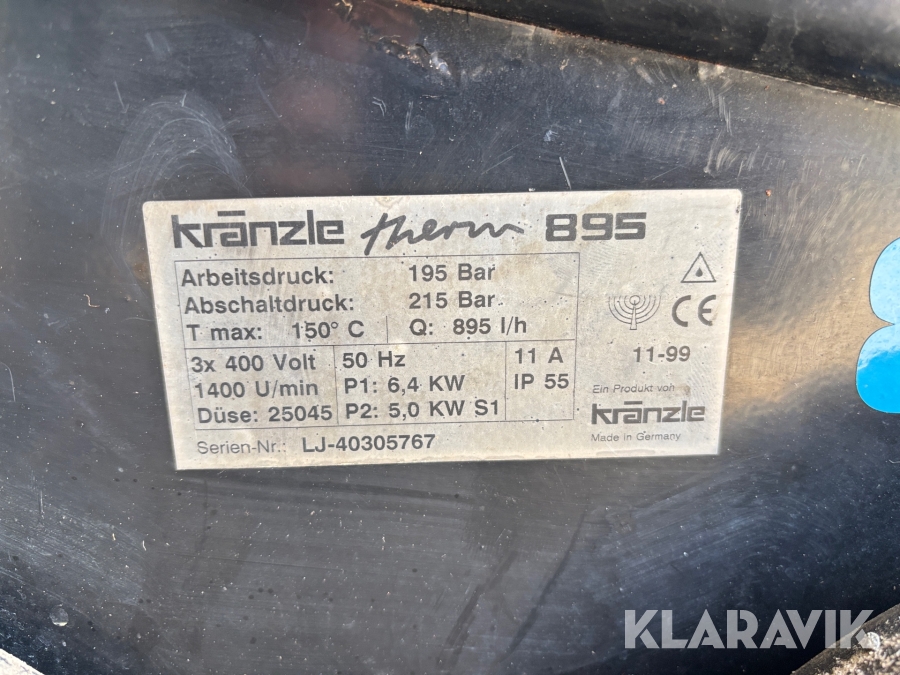 kränzle therm 895
Arbeitsdruck: 195 Bar
Abschaltdruck: 215 Bar
T max: 150° C Q: 895 l/h
3x 400 Volt 50 Hz 11 A
1400 U/min P1: 6,4 KW IP 55
Düse: 25045 P2: 5,0 KW S1
Serien-Nr.: LJ-40305767
CE
11-99
Ein Produkt von
kränzle
Made in Germany
KLARAVIK